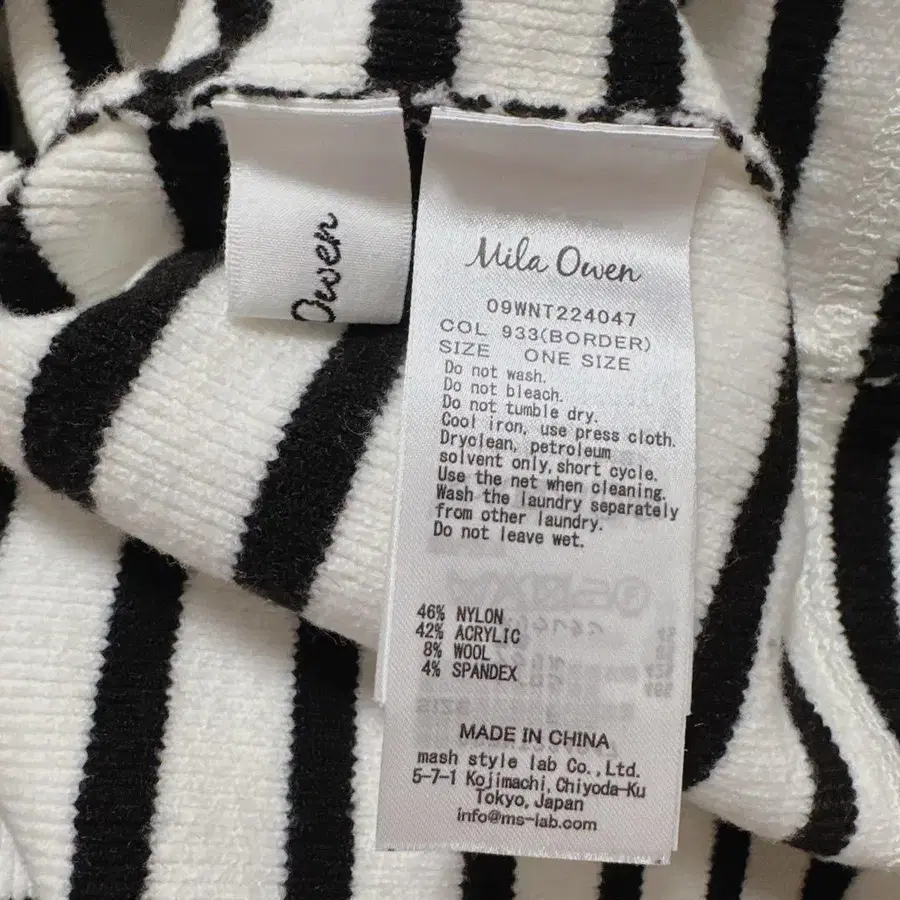 Owen
Mila Owen
09WNT224047
COL 933(BORDER)
SIZE ONE SIZE
Do not wash.
Do not bleach.
Do not tumble dry.
Cool iron, use press cloth.
Dryclean, petroleum
solvent only,short cycle.
Use the net when cleaning.
Wash the laundry separately
from other laundry.
Do not leave wet.
46% NYLON
42% ACRYLIC
8% WOOL
4% SPANDEX
MADE IN CHINA
mash style lab Co.,Ltd.
5-7-1 Kojimachi,Chiyoda-Ku
Tokyo,Japan
info@ms-lab.com